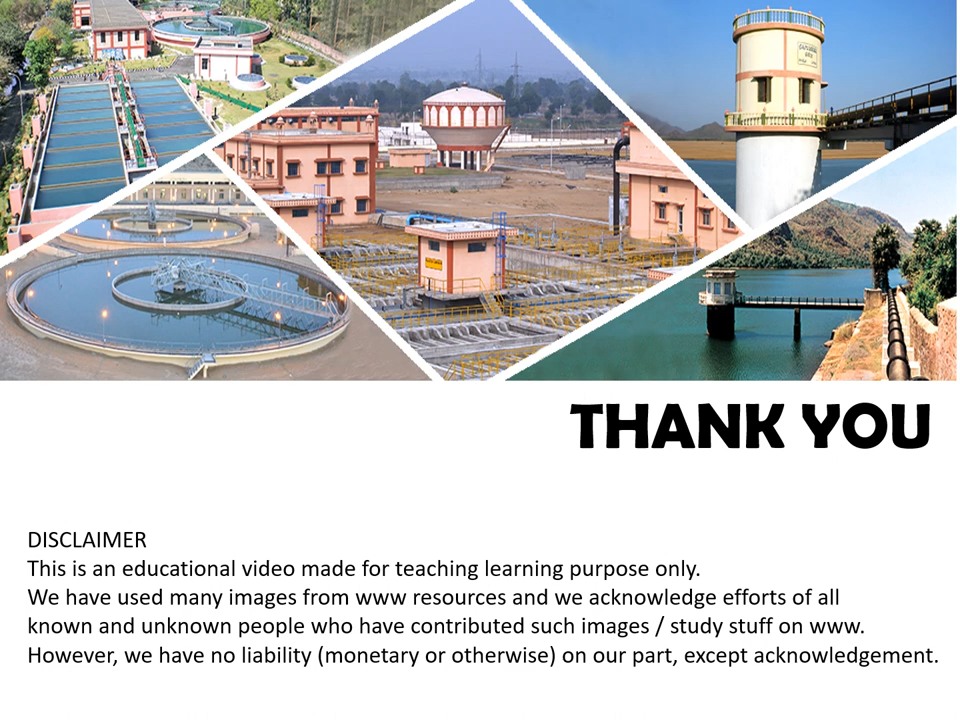 THANK YOU
DISCLAIMER
This is an educational video made for teaching learning purpose only.
We have used many images from www resources and we acknowledge efforts of all
known and unknown people who have contributed such images / study stuff on www.
However, we have no liability (monetary or otherwise) on our part, except acknowledgement.